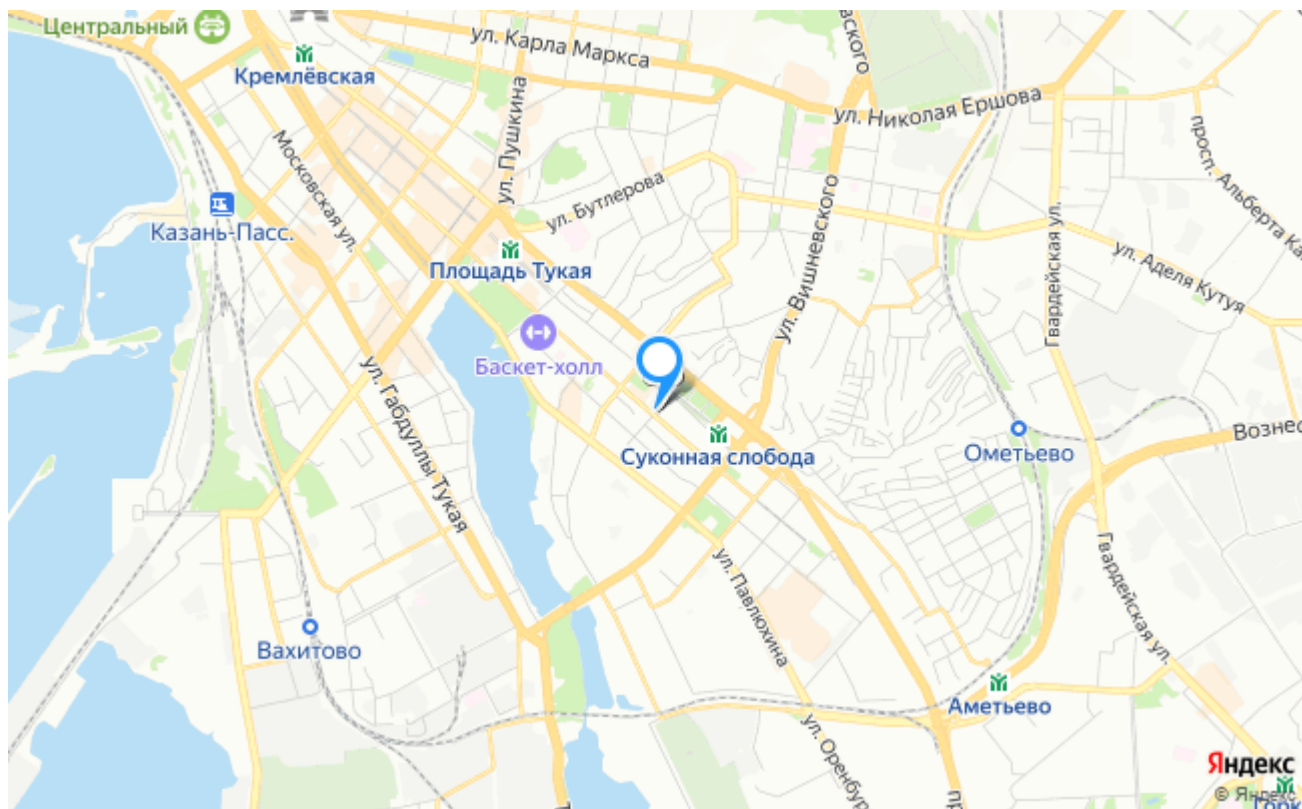 Центральный
ул. Карла Маркса
Кремлёвская
ул. Пушкина
ул. Николая Ершова
Московская ул.
ул. Бутлерова
просп. Альберта
Казань-Пасс.
Площадь Тукая
ул. Вишневского
Гвардейская ул.
ул. Аделя Кутуя
Баскет-холл
ул. Габдуллы Тукая
Суконная слобода
Ометьево
Вознес
ул. Павлюхина
Гвардейская ул.
Вахитово
Аметьево
ул. Оренбур
Яндекс
© Яндекс